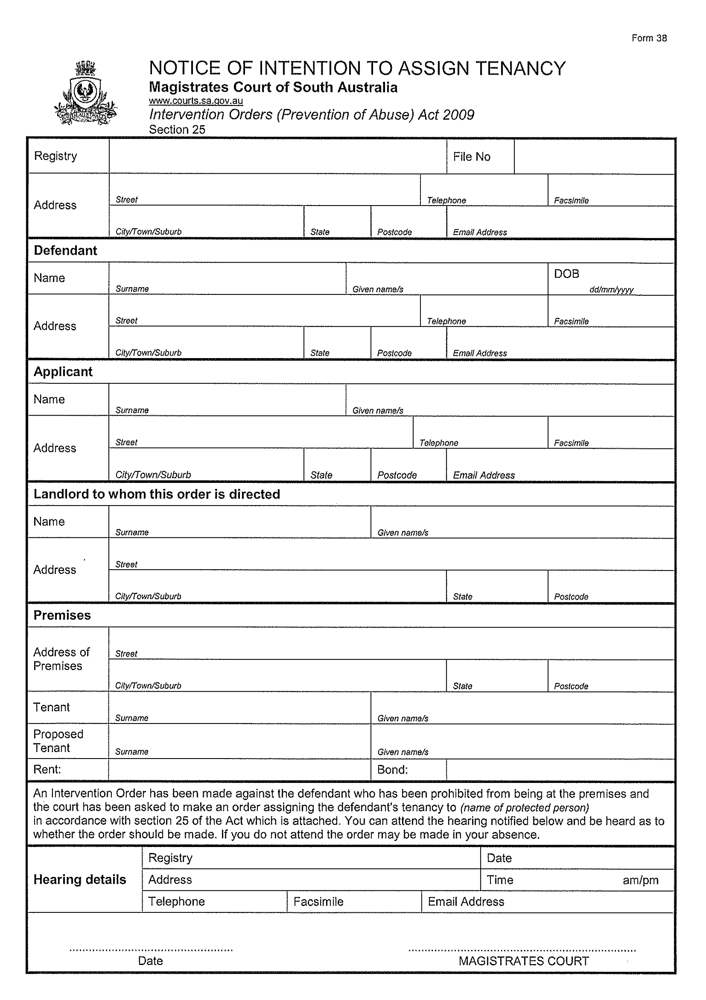 Form 38
NOTICE OF INTENTION TO ASSIGN TENANCY
Magistrates Court of South Australia
www.courts.sa.gov.au
Intervention Orders (Prevention of Abuse) Act 2009
Section 25
Registry File No
Address
Street Telephone Facsimile
City/Town/Suburb State Postcode Email Address
Defendant
Name DOB
Surname Given name/s dd/mm/yyyy
Address
Street Telephone Facsimile
City/Town/Suburb State Postcode Email Address
Applicant
Name
Surname Given name/s
Address
Street Telephone Facsimile
City/Town/Suburb State Postcode Email Address
Landlord to whom this order is directed
Name
Surname Given name/s
Address
Street
City/Town/Suburb State Postcode
Premises
Address of
Premises
Street
City/Town/Suburb State Postcode
Tenant
Surname Given name/s
Proposed
Tenant
Surname Given name/s
Rent: Bond:
An Intervention Order has been made against the defendant who has been prohibited from being at the premises and
the court has been asked to make an order assigning the defendant's tenancy to (name of protected person)
in accordance with section 25 of the Act which is attached. You can attend the hearing notified below and be heard as to
whether the order should be made. If you do not attend the order may be made in your absence.
Hearing details
Registry Date
Address Time am/pm
Telephone Facsimile Email Address
Date MAGISTRATES COURT